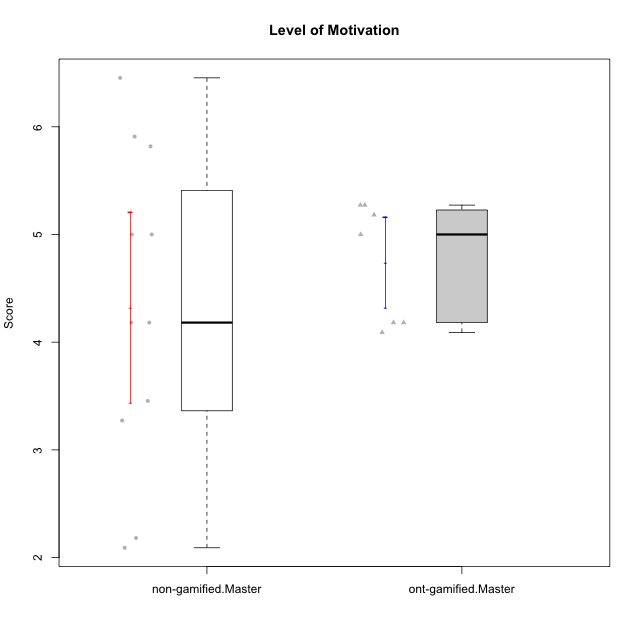 Level of Motivation
Score
6
5
4
3
2
non-gamified.Master
ont-gamified.Master